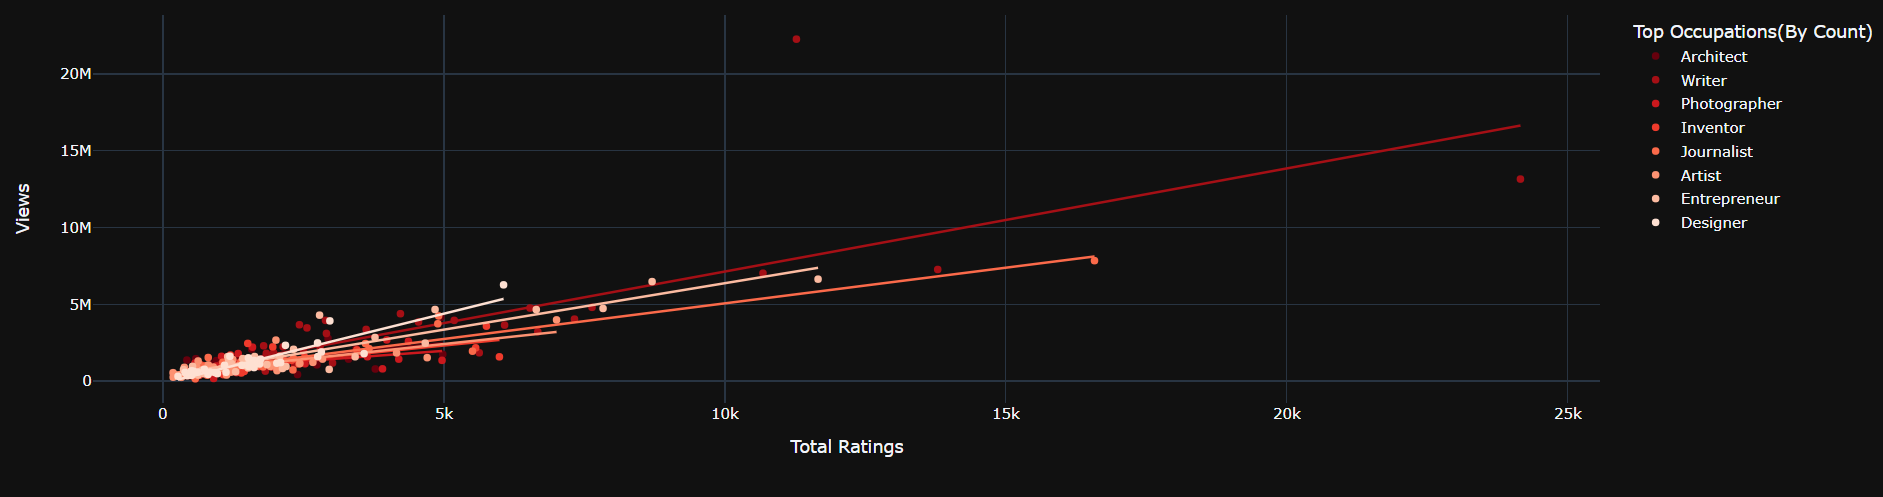 Top Occupations(By Count)
Architect
Writer
Photographer
Inventor
Journalist
Artist
Entrepreneur
Designer
Views
20M
15M
10M
5M
0
0
5k
10k
15k
20k
25k
Total Ratings